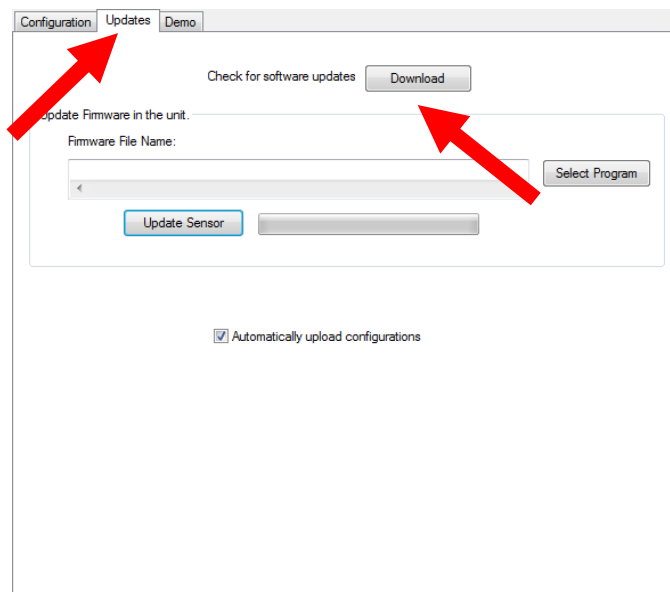 Configuration Updates Demo
Check for software updates Download
Update Firmware in the unit.
Firmware File Name:
Select Program
Update Sensor
Automatically upload configurations